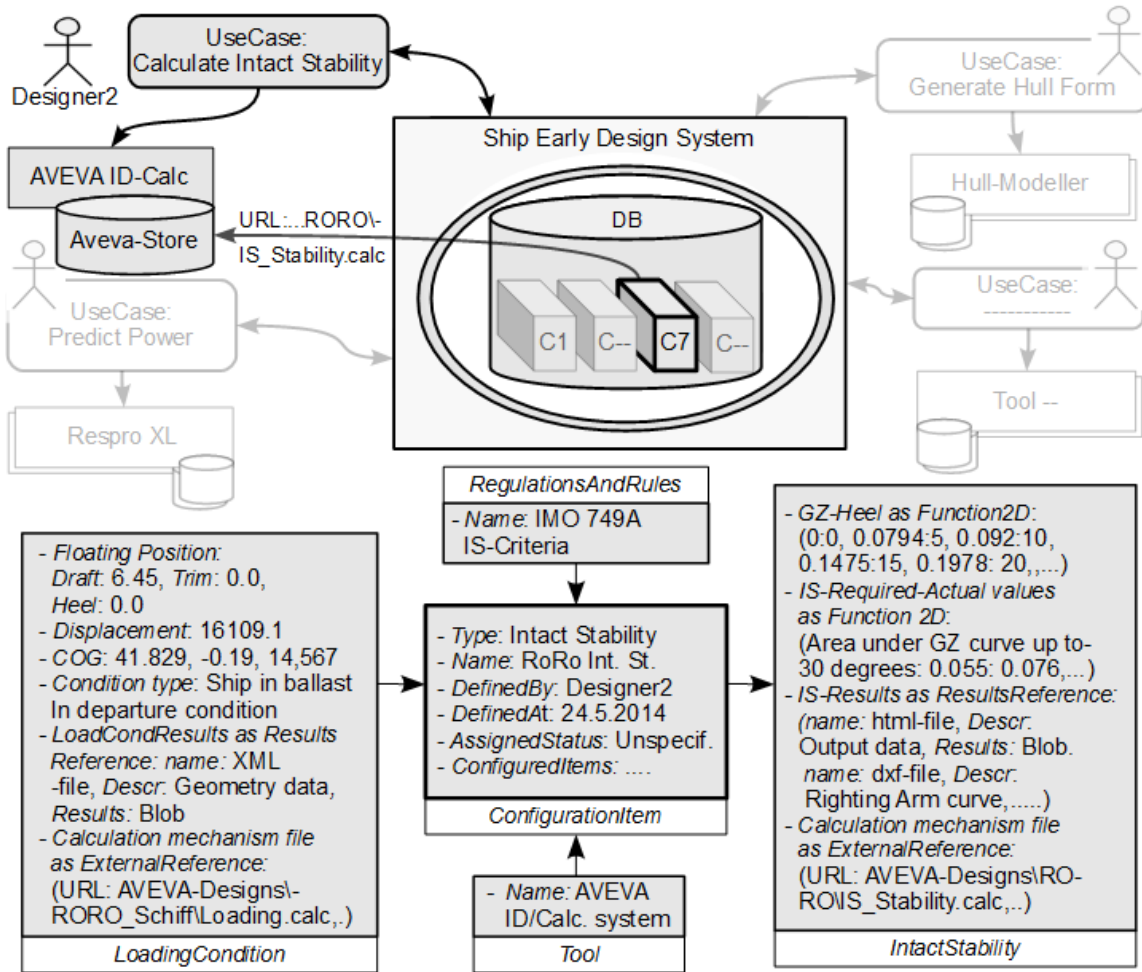 UseCase:
Calculate Intact Stability
Designer2
UseCase:
Generate Hull Form
Ship Early Design System
AVEVA ID-Calc
Aveva-Store
URL:...RORO\-
IS_Stability.calc
DB
C1
C--
C7
C--
Hull-Modeller
UseCase:
Predict Power
UseCase:
------------
Respro XL
Tool --
RegulationsAndRules
- Name: IMO 749A
IS-Criteria
- Floating Position:
Draft: 6.45, Trim: 0.0,
Heel: 0.0
- Displacement: 16109.1
- COG: 41.829, -0.19, 14,567
- Condition type: Ship in ballast
In departure condition
- LoadCondResults as Results
Reference: name: XML
-file, Descr: Geometry data,
Results: Blob
- Calculation mechanism file
as ExternalReference:
(URL: AVEVA-Designs\-
RORO_Schiff\Loading.calc,.)
LoadingCondition
- Type: Intact Stability
- Name: RoRo Int. St.
- DefinedBy: Designer2
- DefinedAt: 24.5.2014
- AssignedStatus: Unspecif.
- ConfiguredItems: ....
ConfigurationItem
- Name: AVEVA
ID/Calc. system
Tool
- GZ-Heel as Function2D:
(0:0, 0.0794:5, 0.092:10,
0.1475:15, 0.1978: 20,,...)
- IS-Required-Actual values
as Function 2D:
(Area under GZ curve up to-
30 degrees: 0.055: 0.076,...)
- IS-Results as ResultsReference:
(name: html-file, Descr:
Output data, Results: Blob.
name: dxf-file, Descr:
Righting Arm curve,.....)
- Calculation mechanism file
as ExternalReference:
(URL: AVEVA-Designs\RO-
RO\IS_Stability.calc,..)
IntactStability